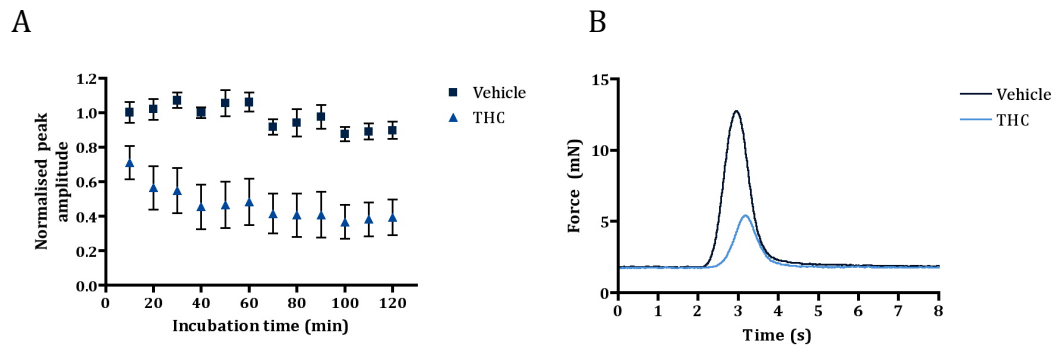 A
B
Normalised peak
amplitude
1.2
1.0
0.8
0.6
0.4
0.2
0.0
20
40
60
80
100
120
Incubation time (min)
Vehicle
THC
Force (mN)
15
10
5
0
0
1
2
3
4
5
6
7
8
Time (s)
Vehicle
THC